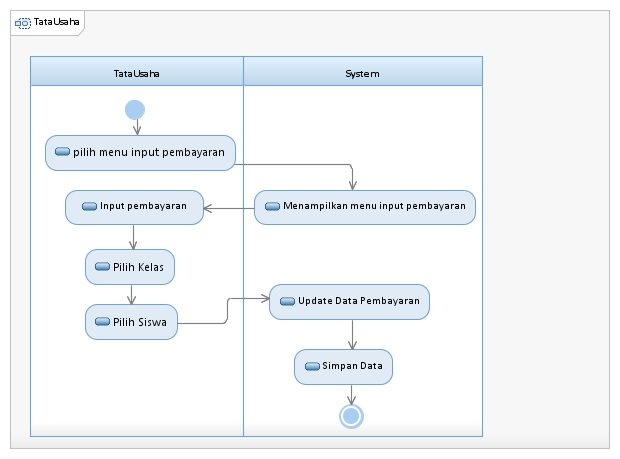 TataUsaha
TataUsaha
System
pilih menu input pembayaran
Menampilkan menu input pembayaran
Input pembayaran
Pilih Kelas
Pilih Siswa
Update Data Pembayaran
Simpan Data